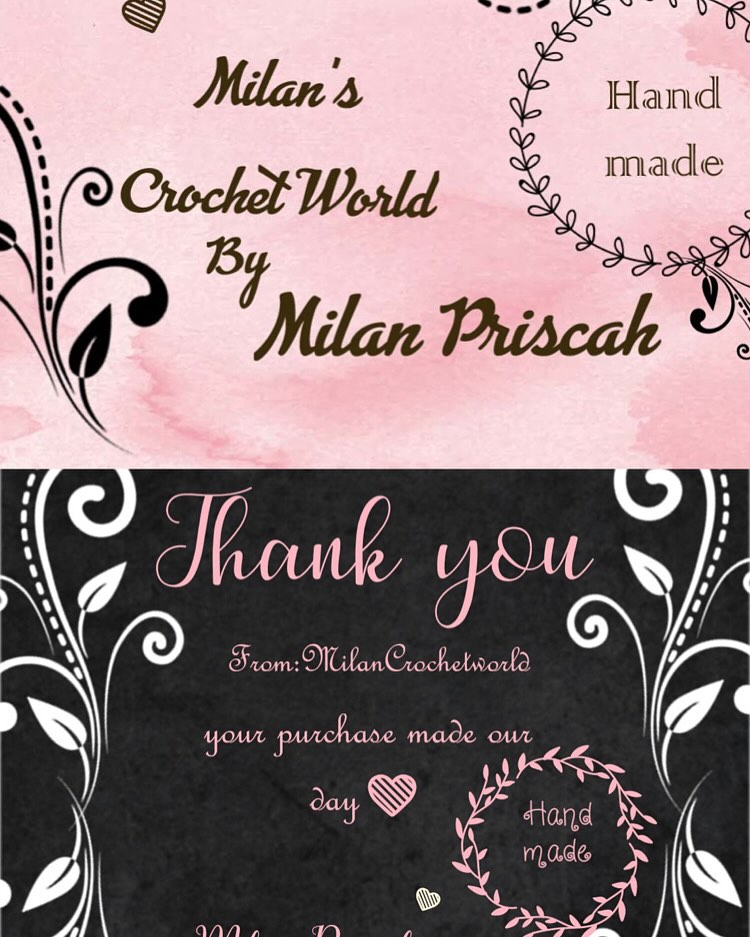 Milan's
Hand
made
Crochet World
By
Milan Priscah
Thank you
From:MilanCrochetworld
your purchase made our
day
Hand
made